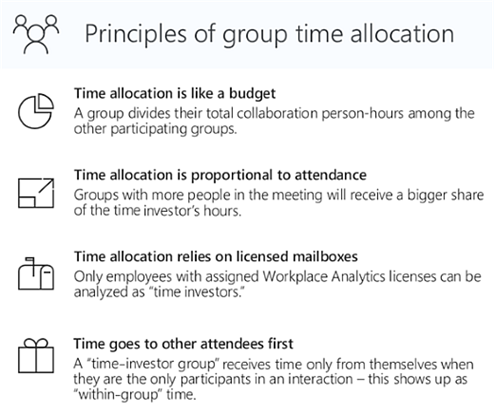 Principles of group time allocation
Time allocation is like a budget
A group divides their total collaboration person-hours among the
other participating groups.
Time allocation is proportional to attendance
Groups with more people in the meeting will receive a bigger share
of the time investor's hours.
Time allocation relies on licensed mailboxes
Only employees with assigned Workplace Analytics licenses can be
analyzed as "time investors."
Time goes to other attendees first
A "time-investor group" receives time only from themselves when
they are the only participants in an interaction – this shows up as
"within-group" time.